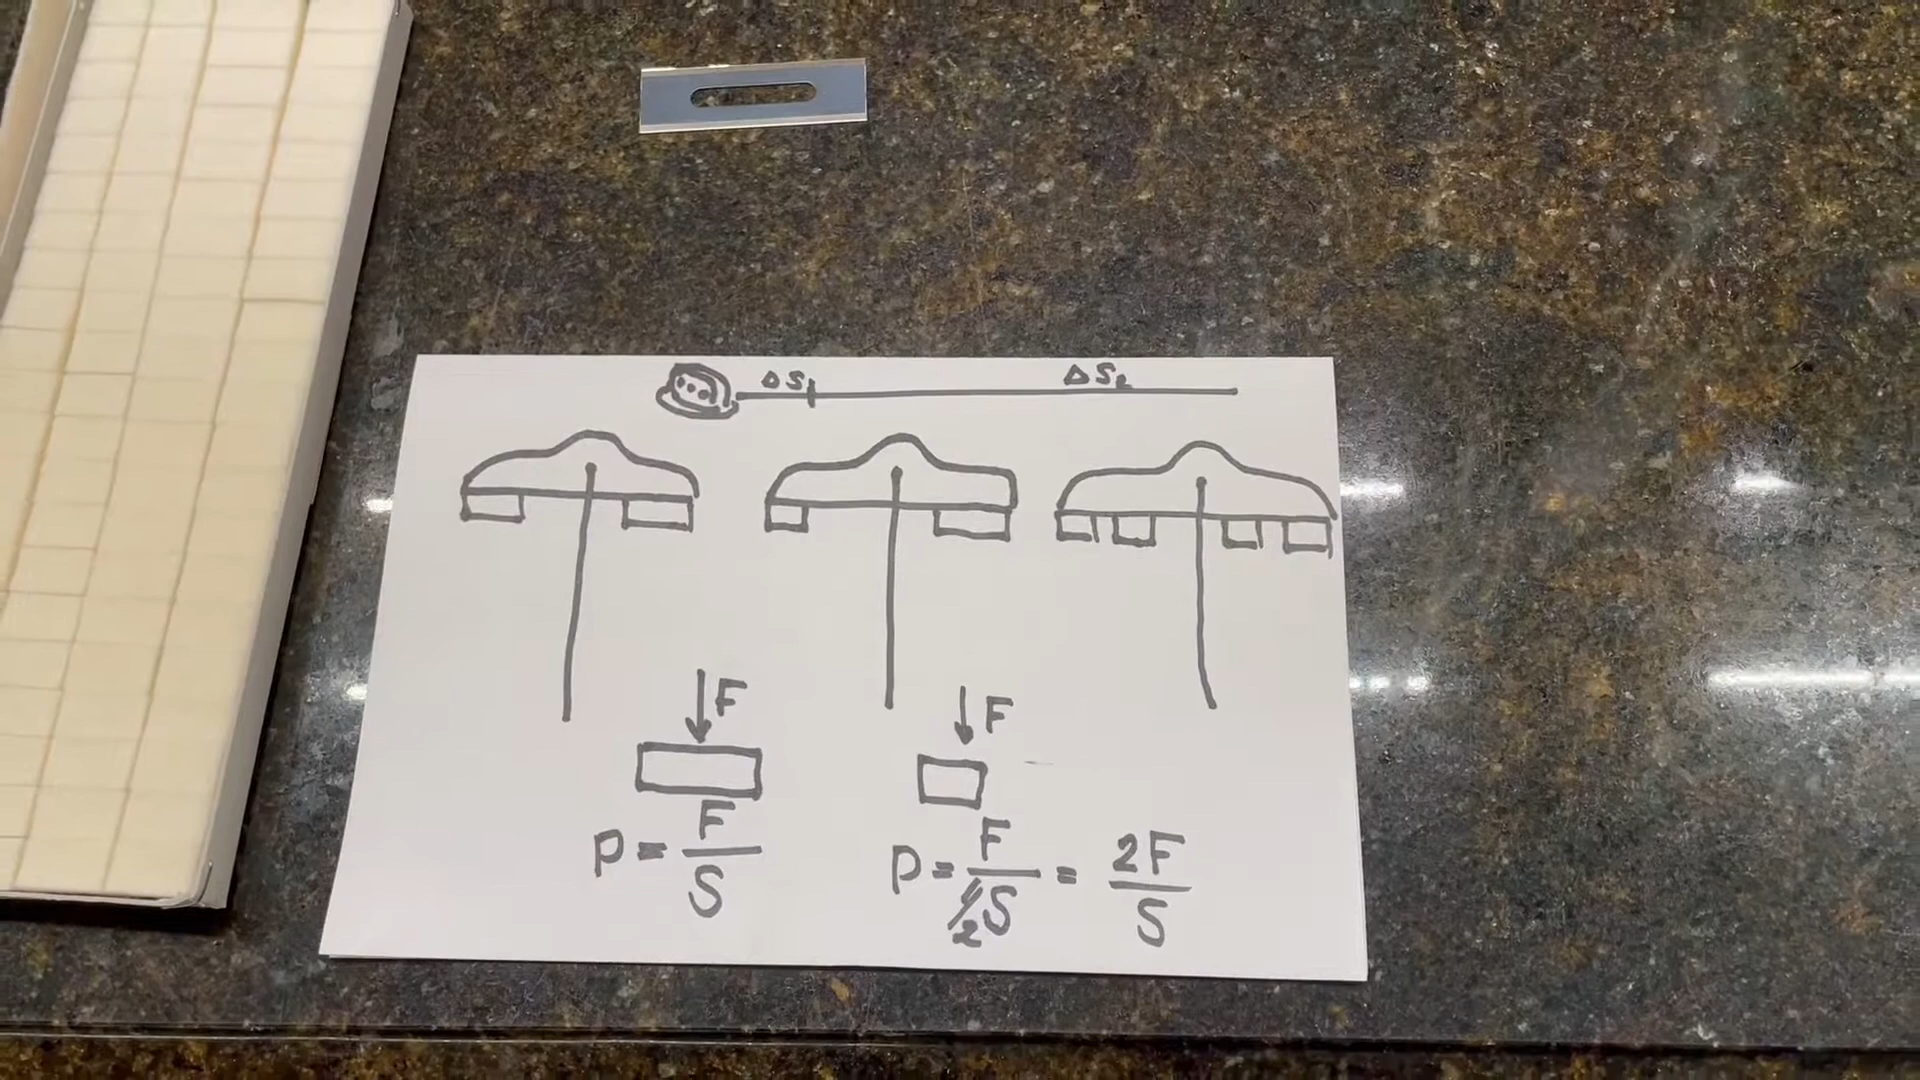 ΔS₁ ΔS₂
F F
P = F/S P = F/½S = 2F/S